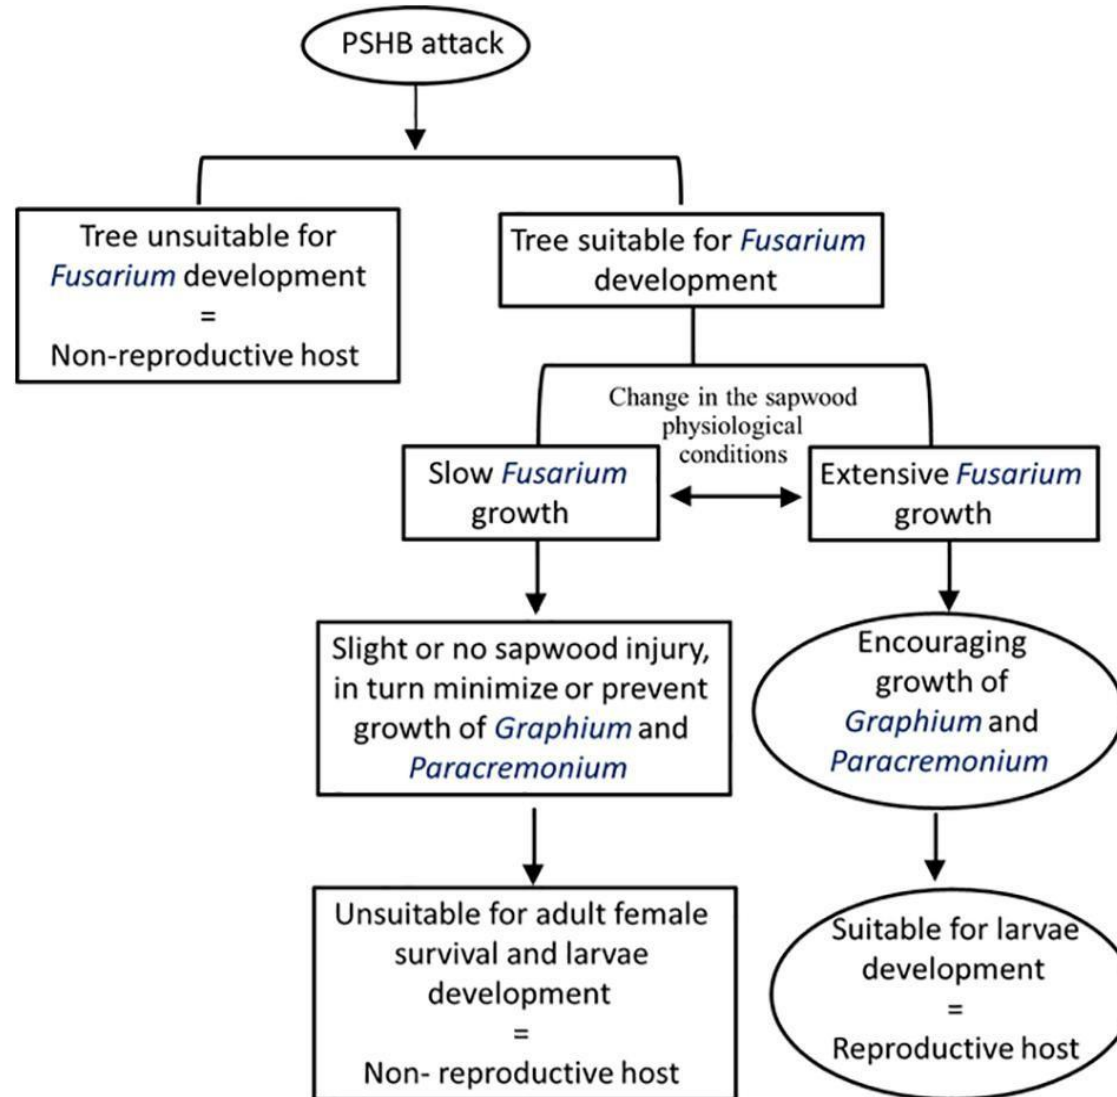 PSHB attack
Tree unsuitable for
Fusarium development
=
Non-reproductive host
Tree suitable for Fusarium
development
Change in the sapwood
physiological
conditions
Slow Fusarium
growth
Extensive Fusarium
growth
Slight or no sapwood injury,
in turn minimize or prevent
growth of Graphium and
Paracremonium
Encouraging
growth of
Graphium and
Paracremonium
Unsuitable for adult female
survival and larvae
development
=
Non- reproductive host
Suitable for larvae
development
=
Reproductive host